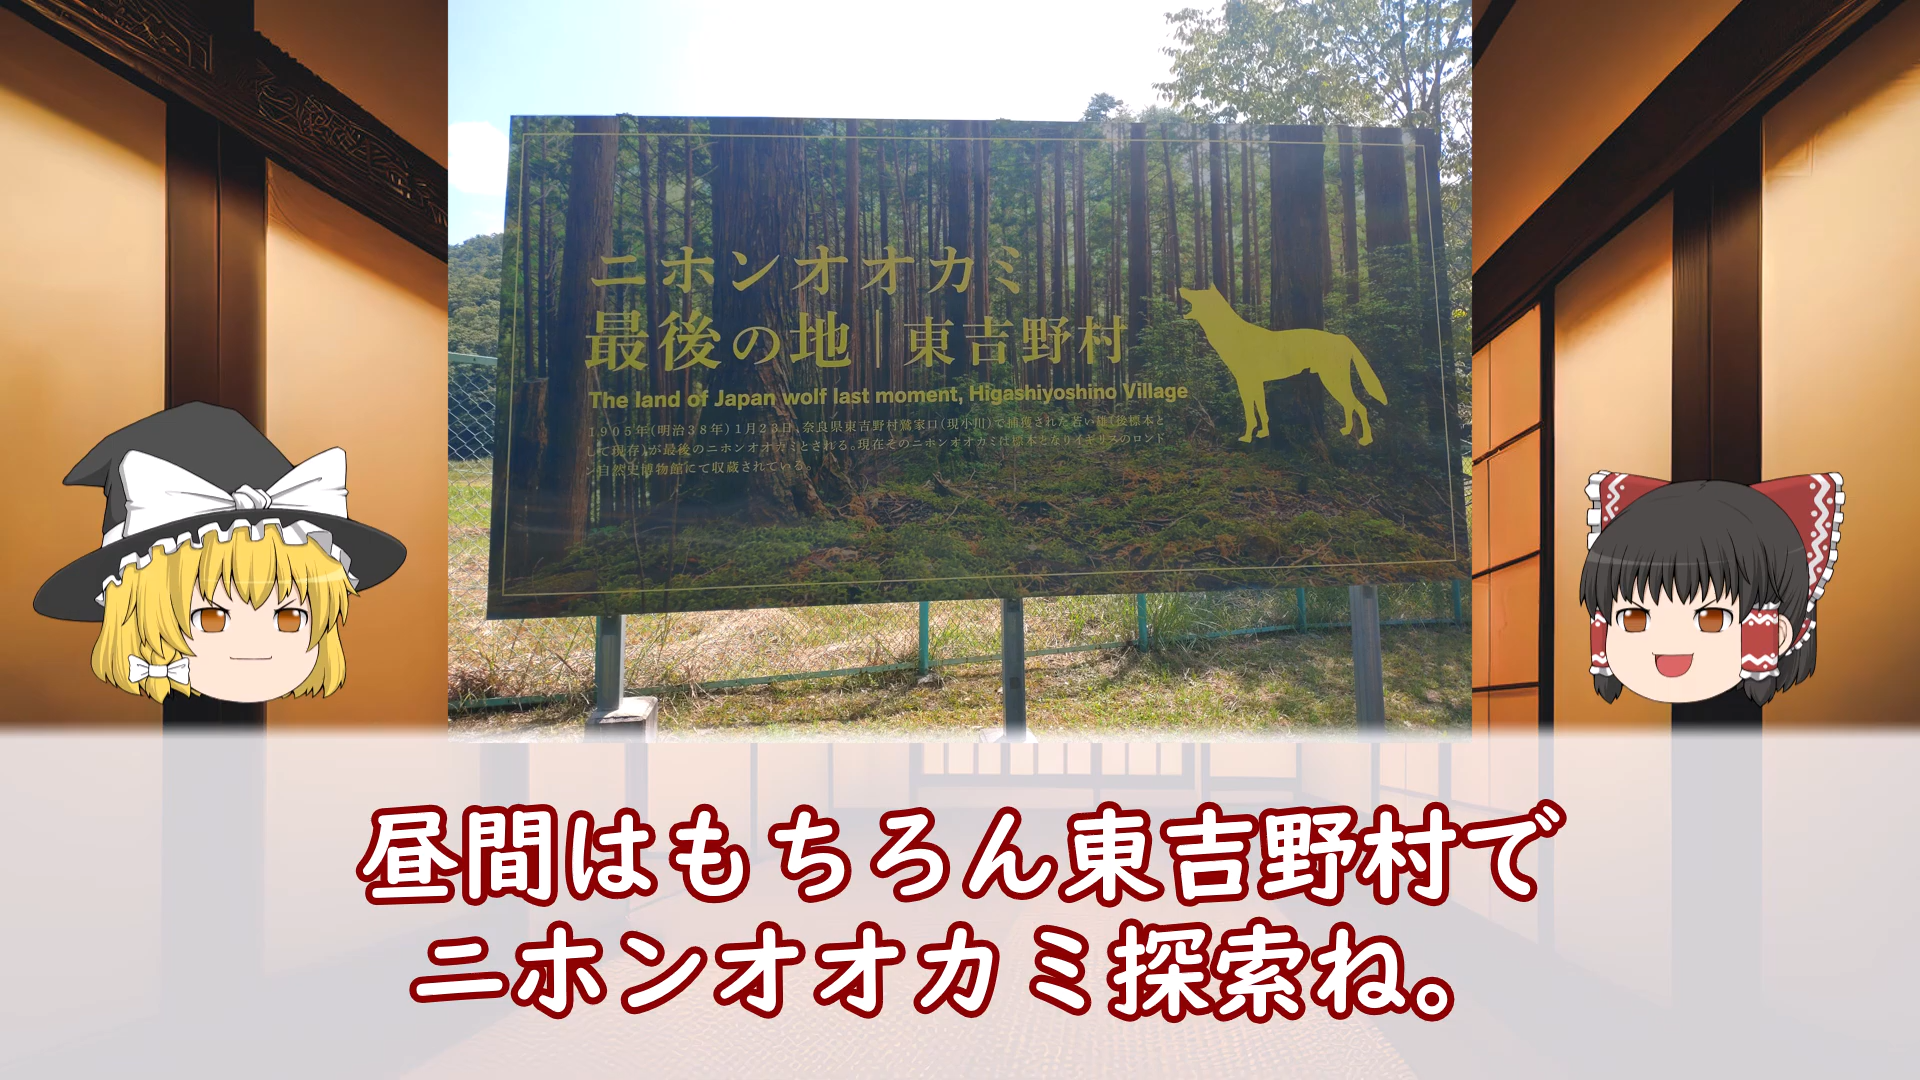 ニホンオオカミ
最後の地｜東吉野村
The land of Japan wolf last moment, Higashiyoshino Village
1905年(明治38年)1月23日、奈良県東吉野村鷲家口(現小川)で捕獲された若い雄(後標本と
して現存)が最後のニホンオオカミとされる。現在そのニホンオオカミは標本となりイギリスのロンド
ン自然史博物館にて収蔵されている。
昼間はもちろん東吉野村で
ニホンオオカミ探索ね。